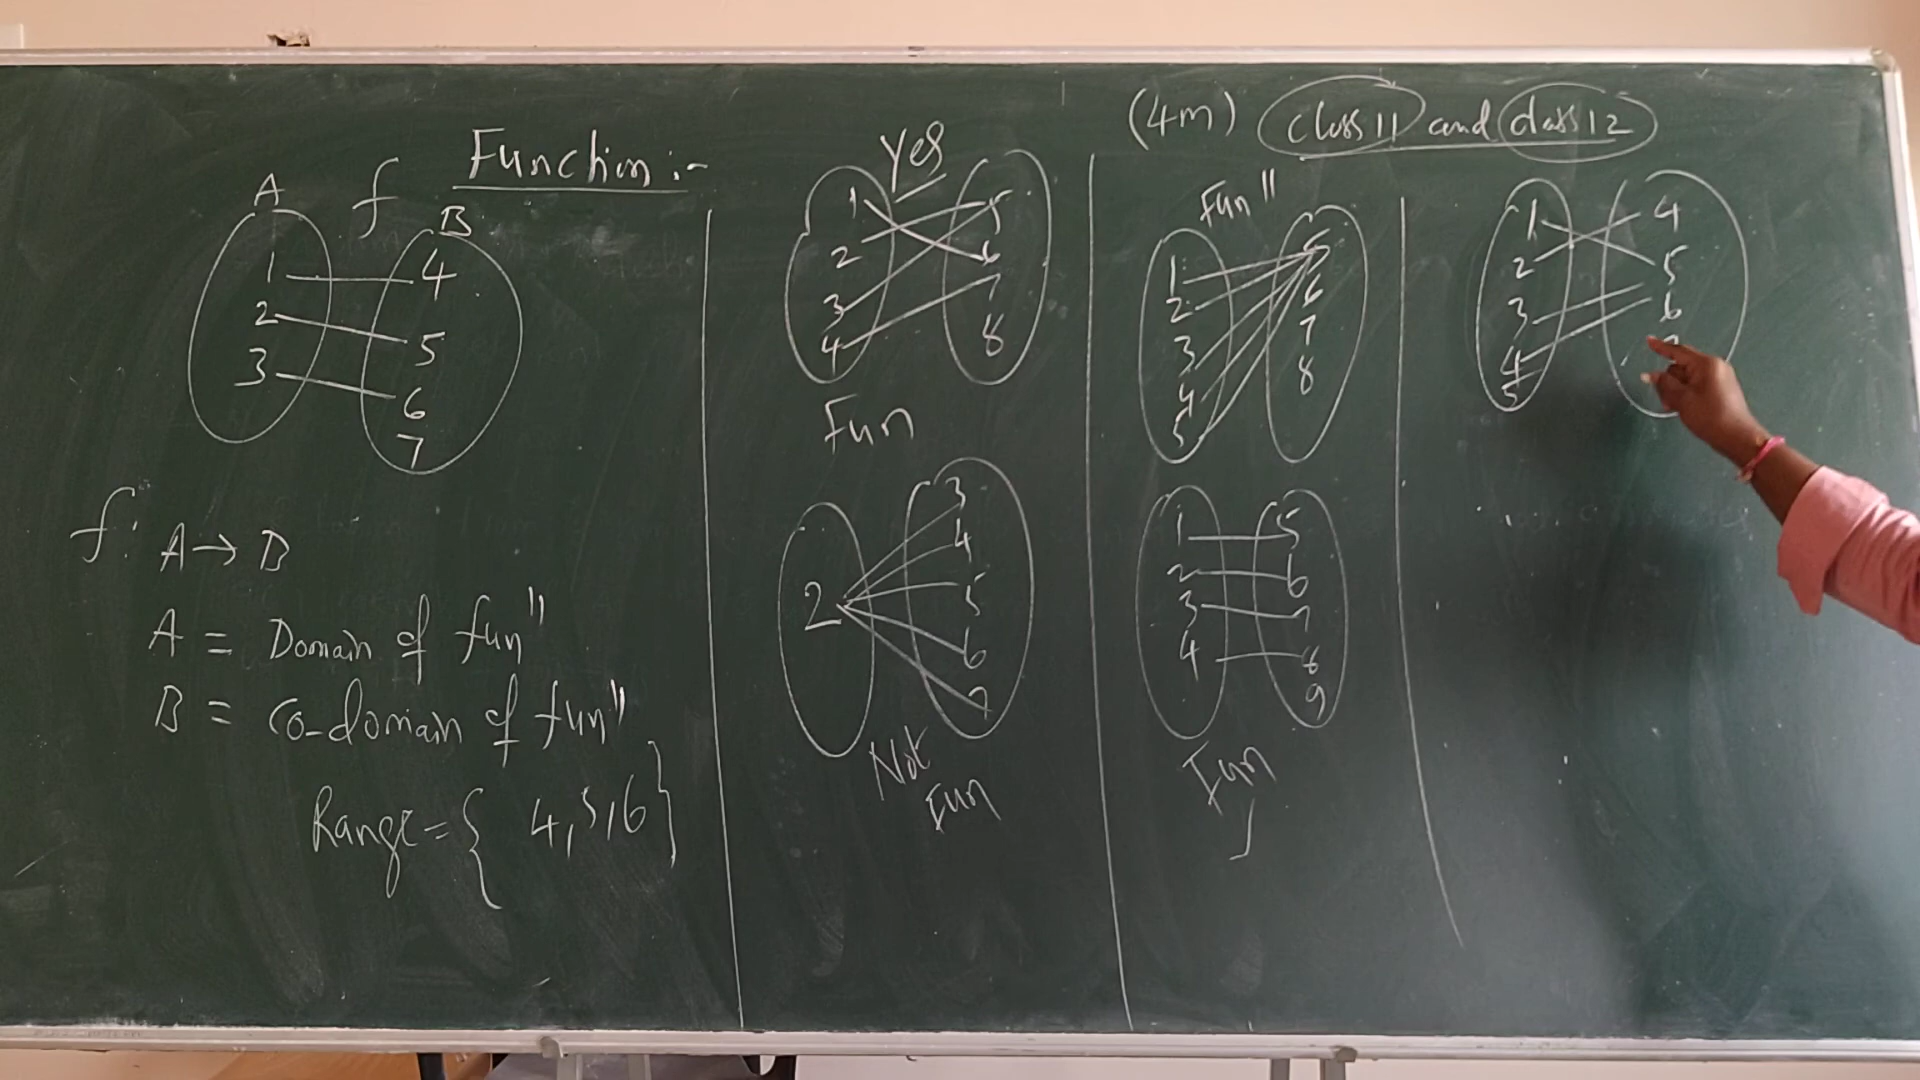 Function :-
A f B
1 4
2 5
3 6
7
f: A → B
A = Domain of fun"
B = co-domain of fun"
Range = { 4, 5, 6 }
Yes
1 5
2 6
3 7
4 8
Fun
2
3
4
5
6
7
Not
Fun
(4m) class 11 and class 12
Fun"
1 5
2 6
3 7
4 8
5
1 5
2 6
3 7
4 8
9
Fun
1 4
2 5
3 6
4
5